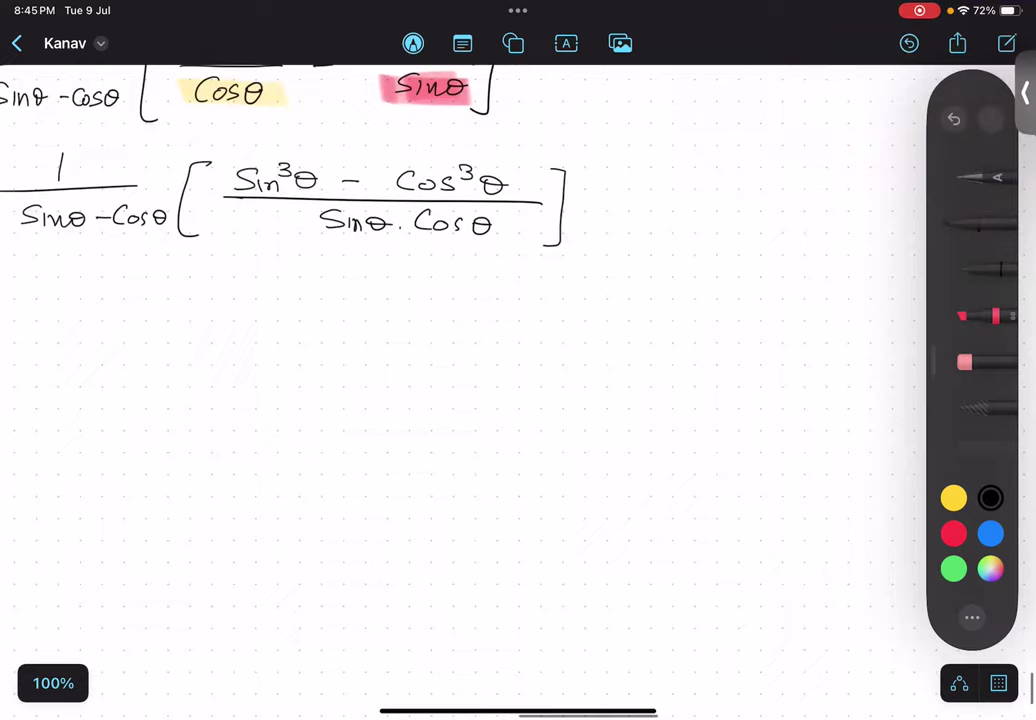 8:45 PM Tue 9 Jul
72%
Kanav
A
Sinθ - Cosθ [ Cosθ Sinθ ]
1 / Sinθ - Cosθ [ Sin³θ - Cos³θ / Sinθ . Cosθ ]
100%